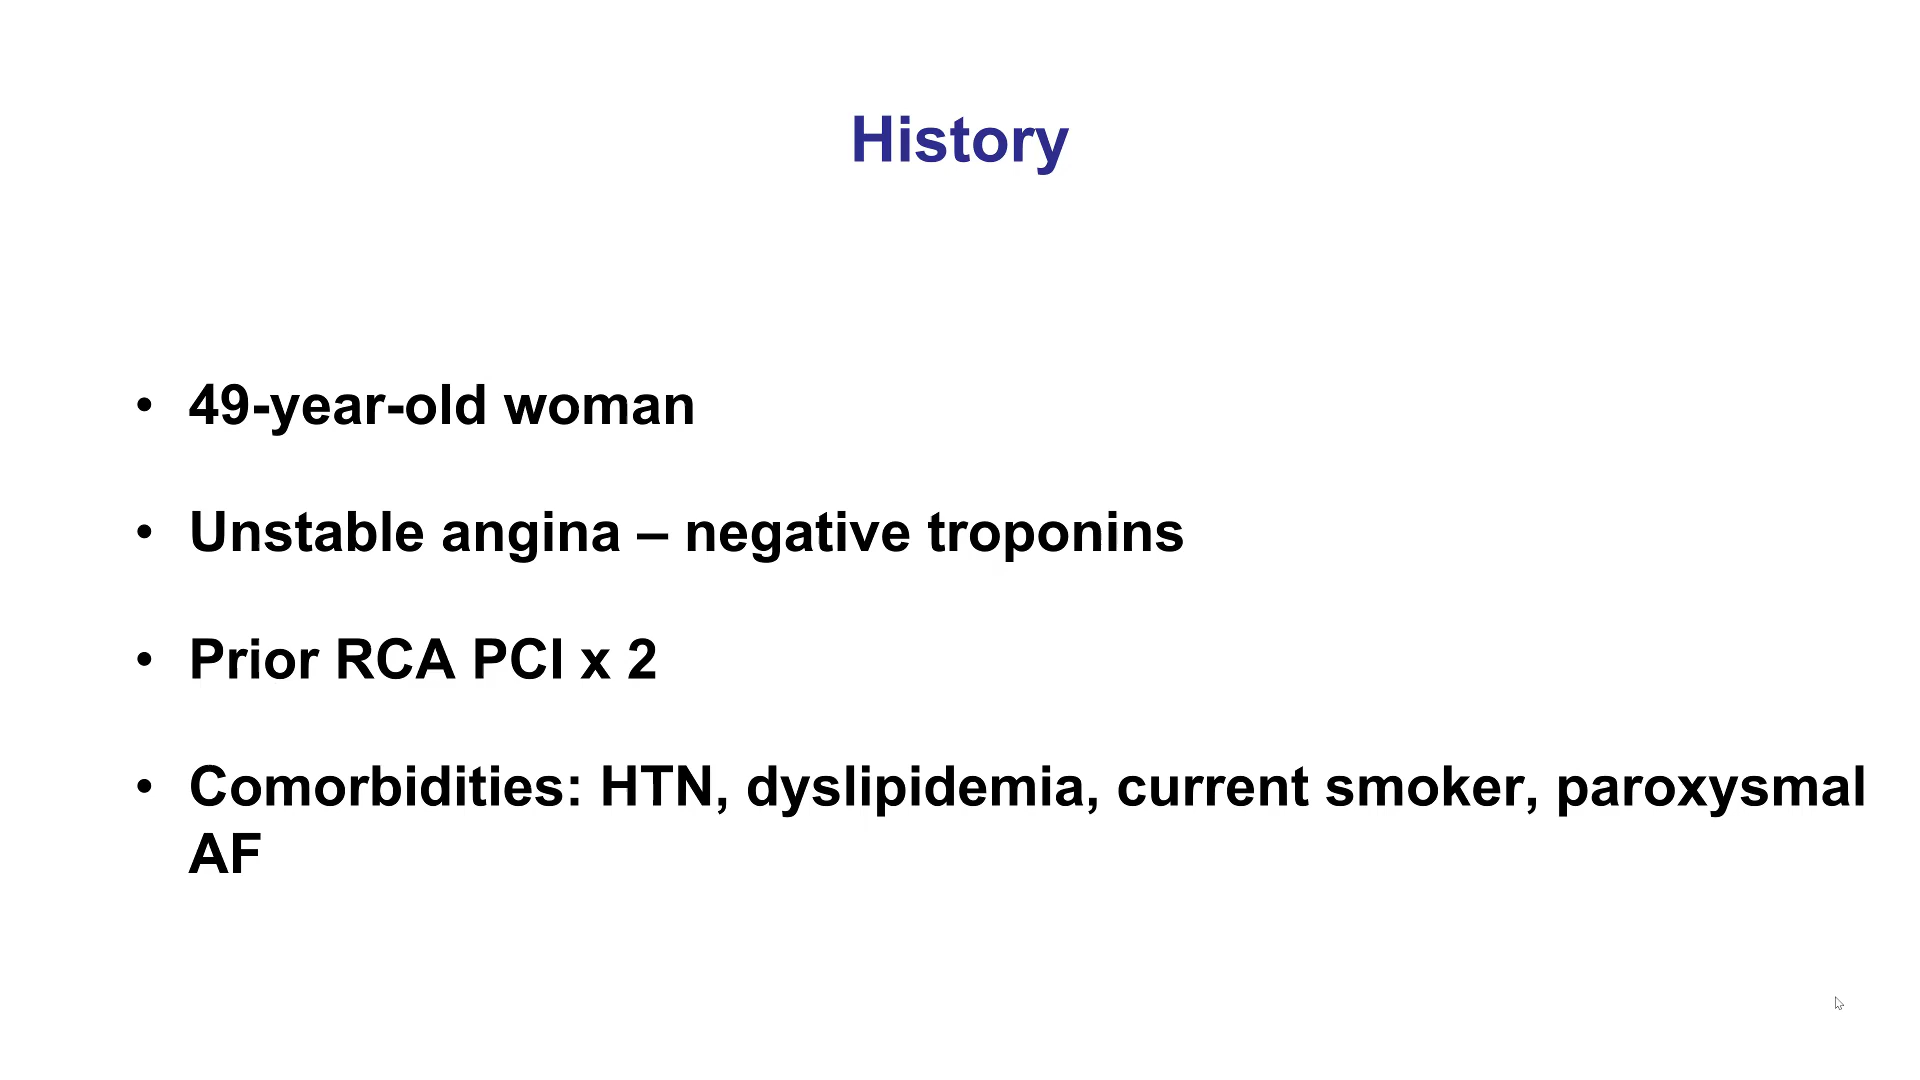 History
• 49-year-old woman
• Unstable angina – negative troponins
• Prior RCA PCI x 2
• Comorbidities: HTN, dyslipidemia, current smoker, paroxysmal
AF